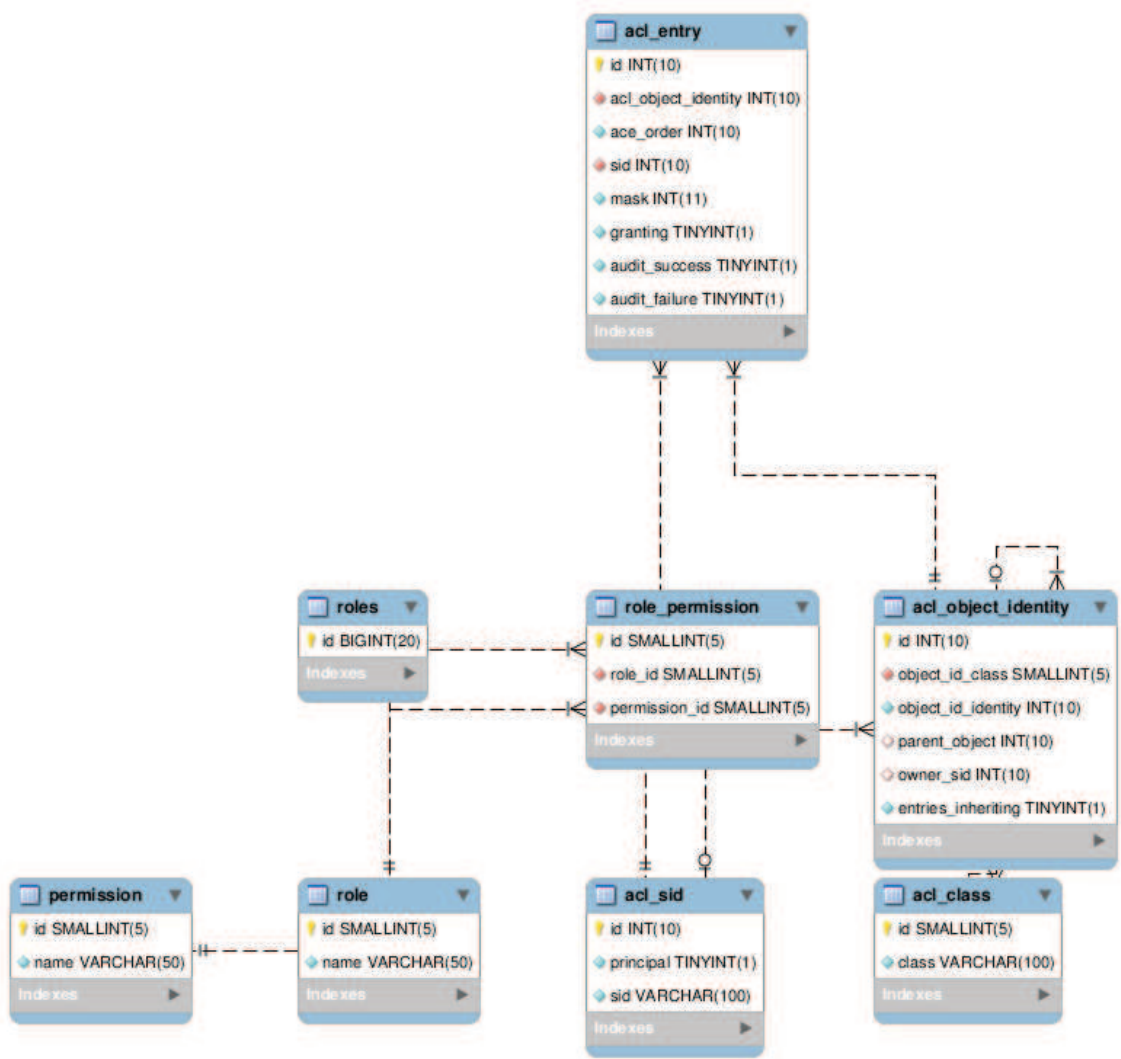 acl_entry
id INT(10)
acl_object_identity INT(10)
ace_order INT(10)
sid INT(10)
mask INT(11)
granting TINYINT(1)
audit_success TINYINT(1)
audit_failure TINYINT(1)
Indexes
roles
id BIGINT(20)
Indexes
role_permission
id SMALLINT(5)
role_id SMALLINT(5)
permission_id SMALLINT(5)
Indexes
acl_object_identity
id INT(10)
object_id_class SMALLINT(5)
object_id_identity INT(10)
parent_object INT(10)
owner_sid INT(10)
entries_inheriting TINYINT(1)
Indexes
permission
id SMALLINT(5)
name VARCHAR(50)
Indexes
role
id SMALLINT(5)
name VARCHAR(50)
Indexes
acl_sid
id INT(10)
principal TINYINT(1)
sid VARCHAR(100)
Indexes
acl_class
id SMALLINT(5)
class VARCHAR(100)
Indexes